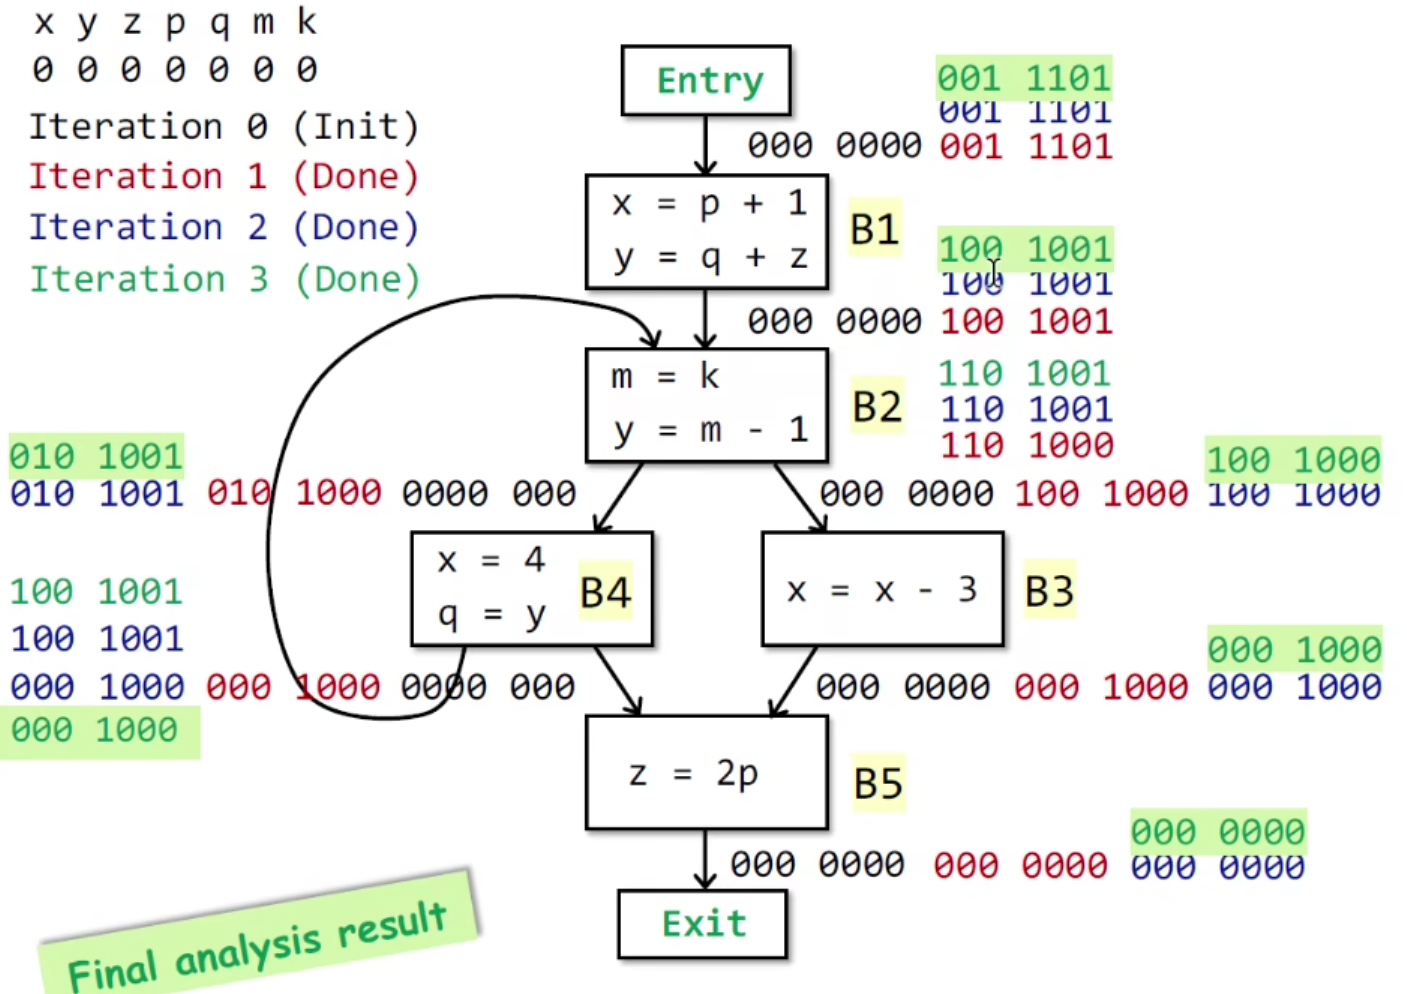 x y z p q m k
0 0 0 0 0 0 0
Iteration 0 (Init)
Iteration 1 (Done)
Iteration 2 (Done)
Iteration 3 (Done)
Entry
001 1101
001 1101
000 0000 001 1101
x = p + 1
y = q + z
B1
100 1001
100 1001
000 0000 100 1001
m = k
y = m - 1
B2
110 1001
110 1001
110 1000
010 1001
010 1001 010 1000 0000 000
100 1000
000 0000 100 1000 100 1000
x = 4
q = y
B4
x = x - 3
B3
100 1001
100 1001
000 1000 000 1000 0000 000
000 1000
000 1000
000 0000 000 1000 000 1000
z = 2p
B5
000 0000
000 0000 000 0000 000 0000
Exit
Final analysis result